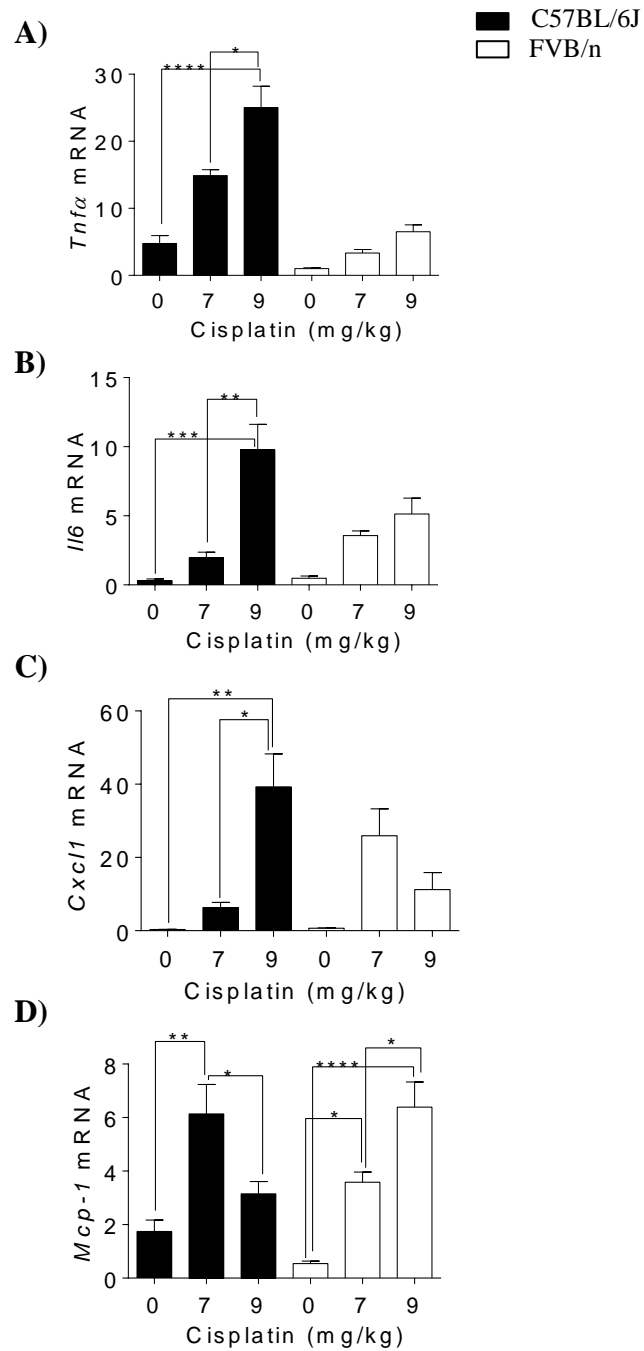 C57BL/6J
FVB/n
A)
*
****
30
20
10
0
Tnfα mRNA
0 7 9 0 7 9
Cisplatin (mg/kg)
B)
**
***
15
10
5
0
Il6 mRNA
0 7 9 0 7 9
Cisplatin (mg/kg)
C)
**
*
60
40
20
0
Cxcl1 mRNA
0 7 9 0 7 9
Cisplatin (mg/kg)
D)
**
*
*
****
*
8
6
4
2
0
Mcp-1 mRNA
0 7 9 0 7 9
Cisplatin (mg/kg)